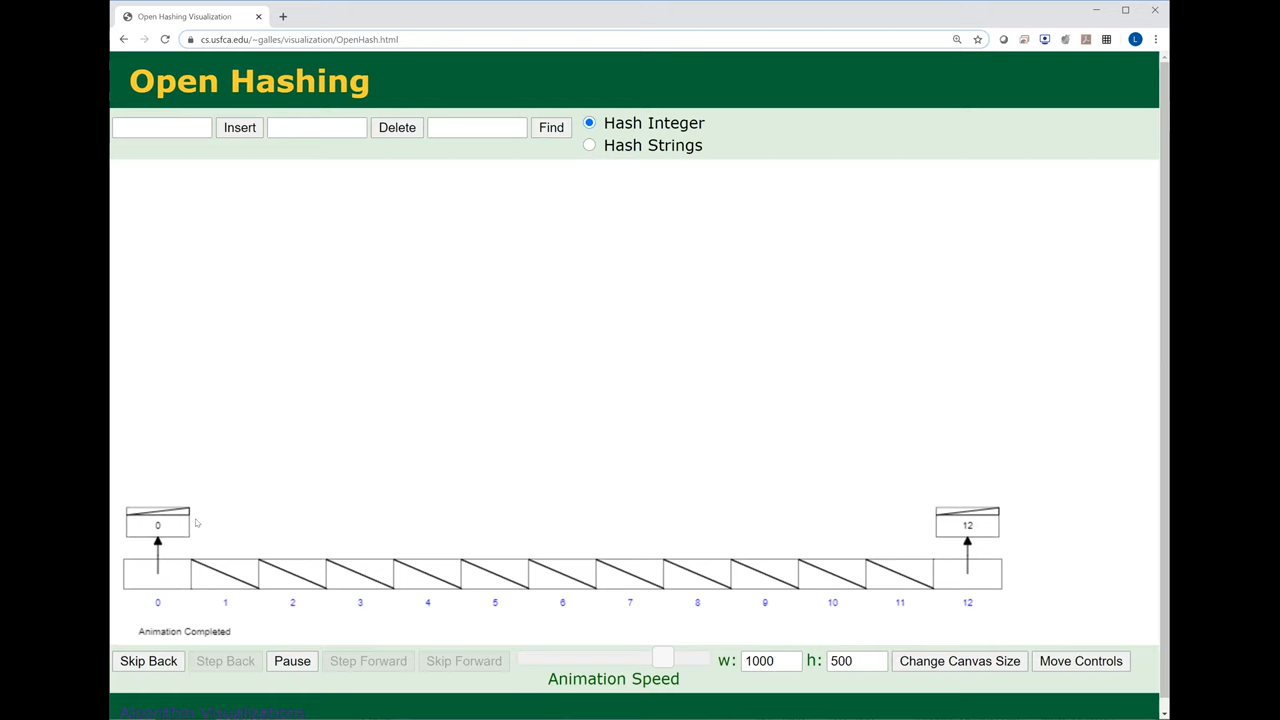 Open Hashing Visualization
cs.usfca.edu/~galles/visualization/OpenHash.html
L
Open Hashing
Insert Delete Find
Hash Integer
Hash Strings
0 12
0 1 2 3 4 5 6 7 8 9 10 11 12
Animation Completed
Skip Back Step Back Pause Step Forward Skip Forward w: 1000 h: 500 Change Canvas Size Move Controls
Animation Speed
Algorithm Visualizations